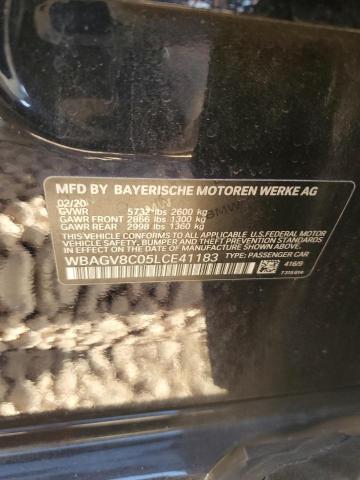 MFD BY BAYERISCHE MOTOREN WERKE AG
02/20
GVWR 5732 lbs 2600 kg
GAWR FRONT 2866 lbs 1300 kg
GAWR REAR 2998 lbs 1360 kg
THIS VEHICLE CONFORMS TO ALL APPLICABLE U.S. FEDERAL
MOTOR VEHICLE SAFETY, BUMPER, AND THEFT PREVENTION
STANDARDS IN EFFECT ON THE DATE OF MANUFACTURE SHOWN ABOVE.
WBAGV8C05LCE41183 TYPE: PASSENGER CAR
416/9